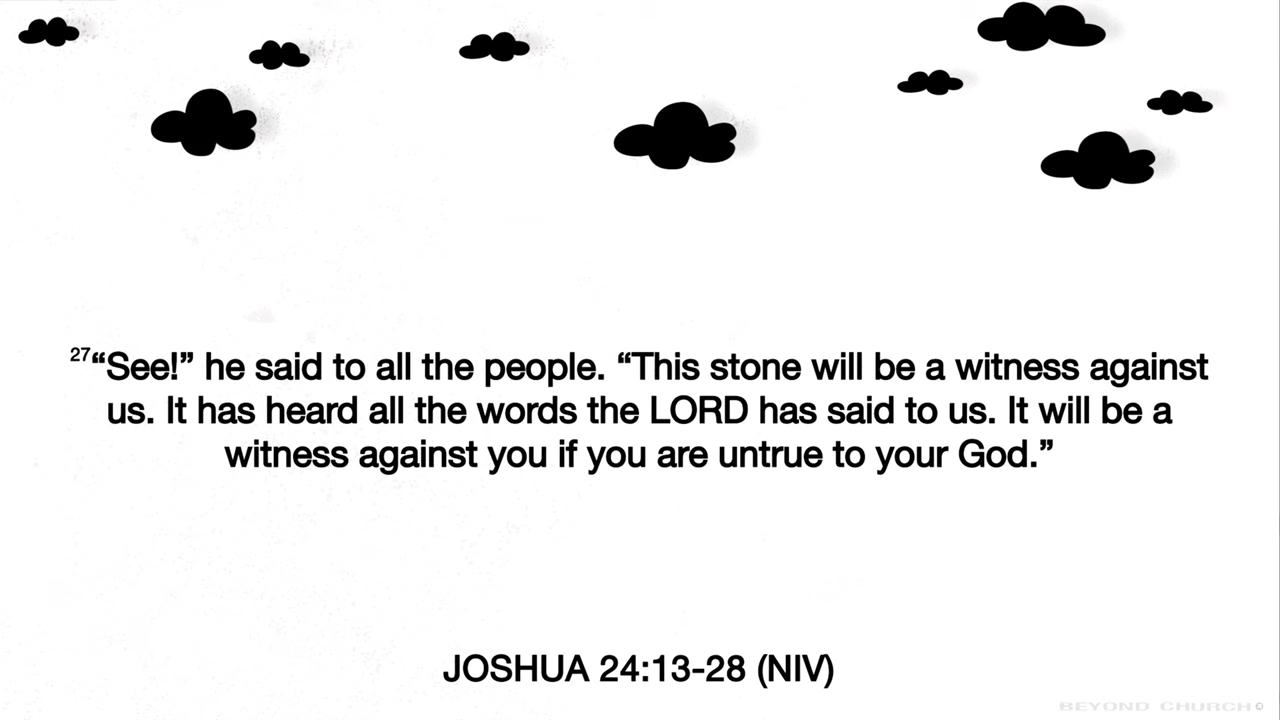 27“See!” he said to all the people. “This stone will be a witness against
us. It has heard all the words the LORD has said to us. It will be a
witness against you if you are untrue to your God.”
JOSHUA 24:13-28 (NIV)
BEYOND CHURCH©